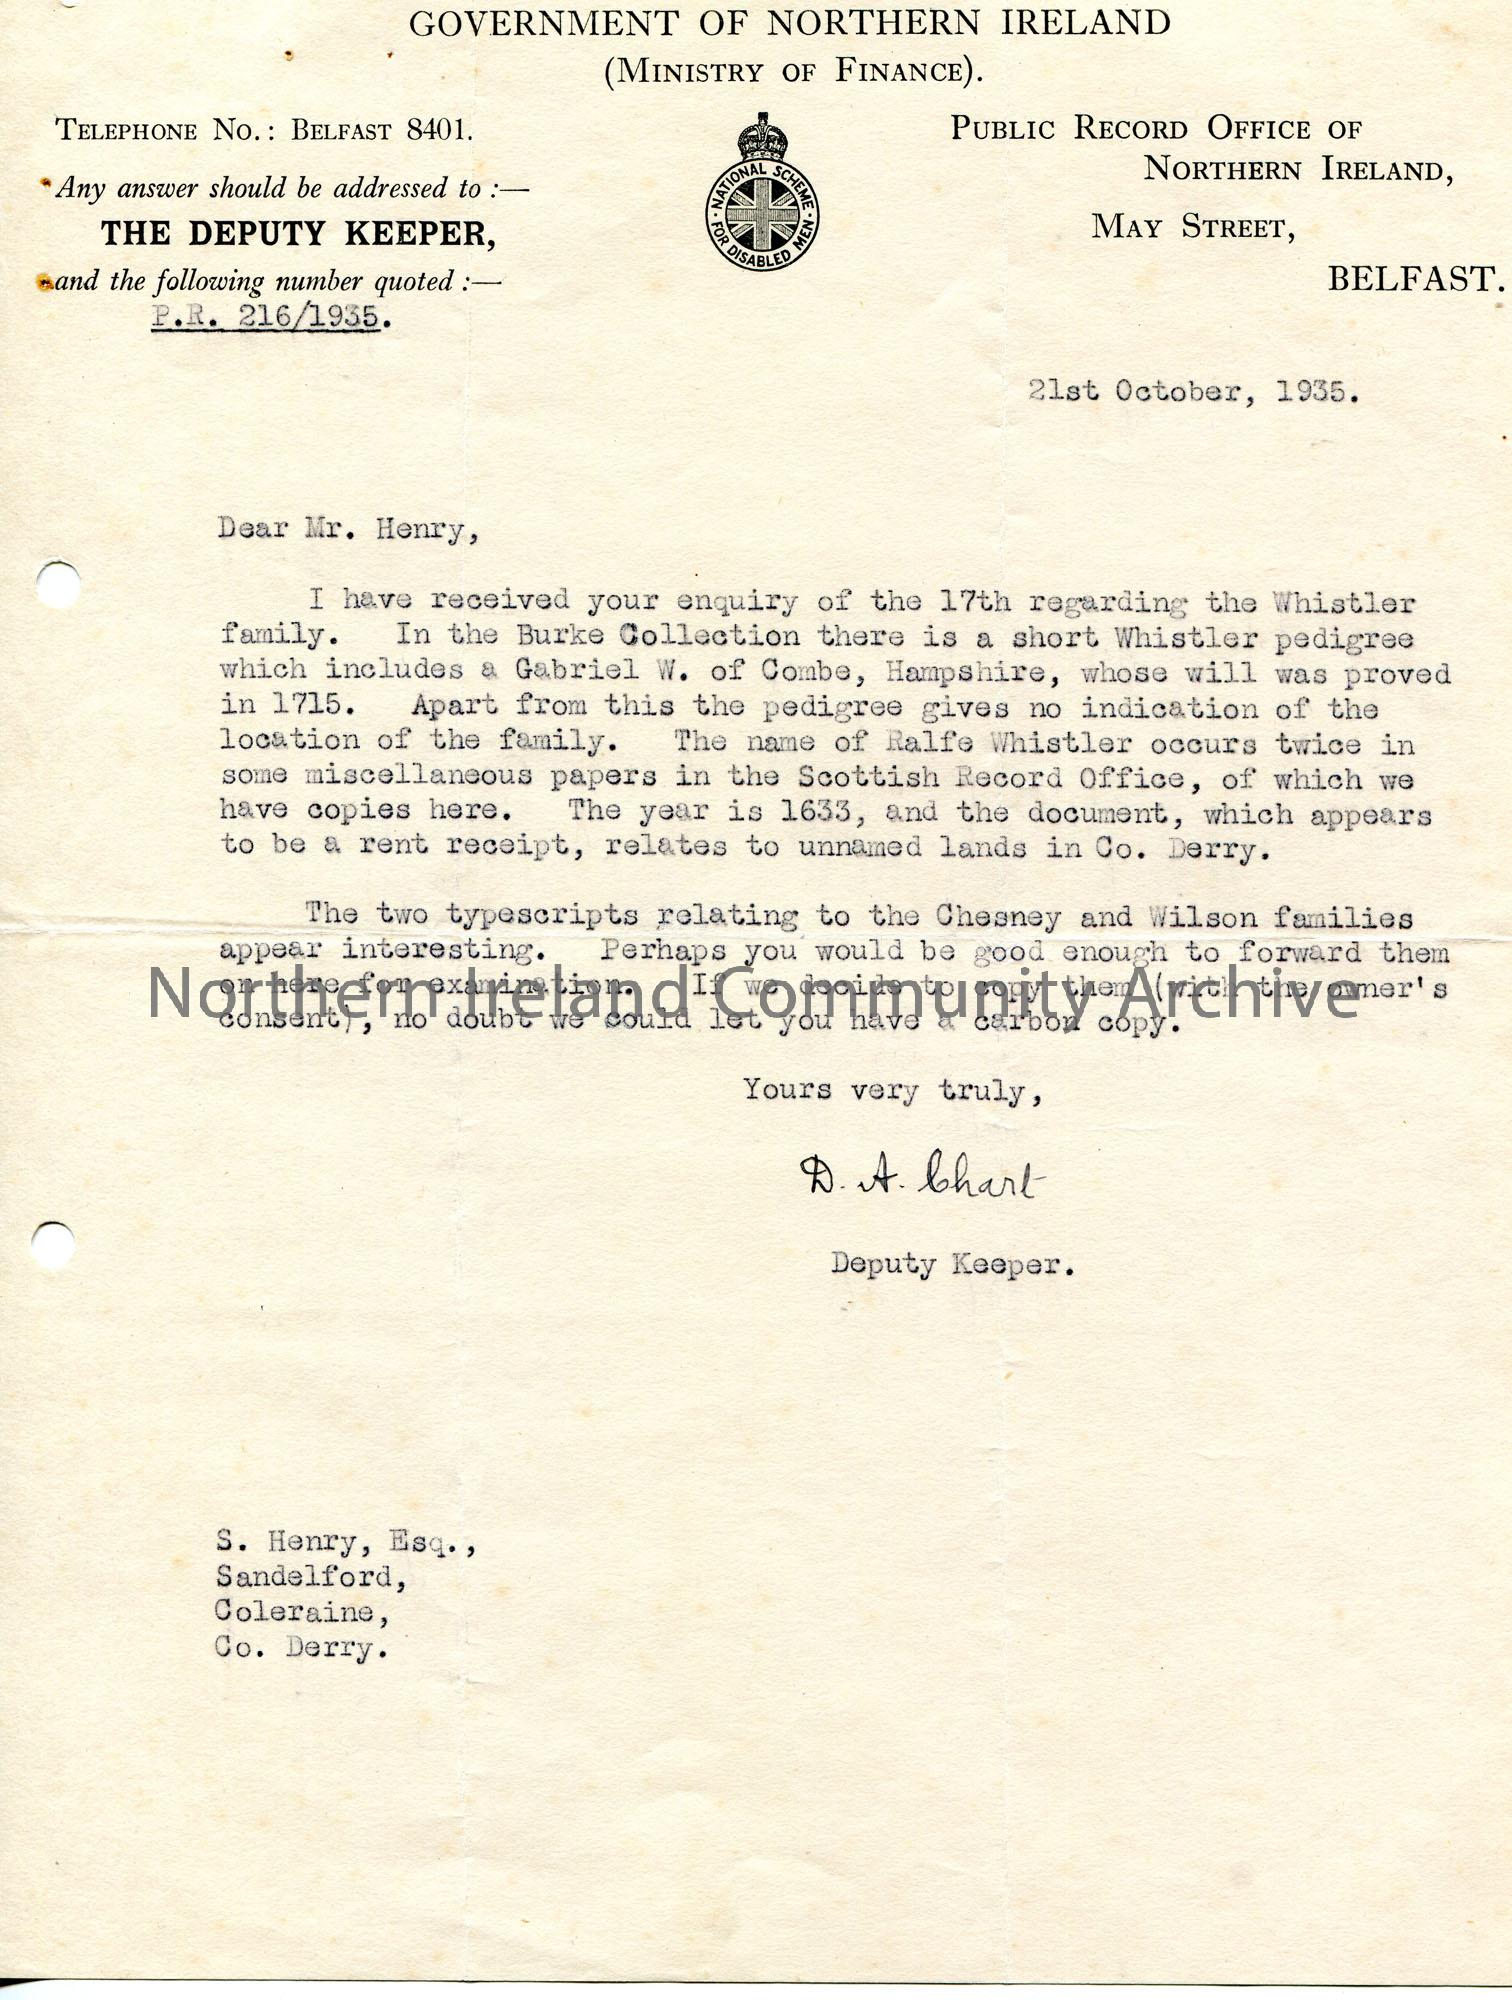 GOVERNMENT OF NORTHERN IRELAND
(MINISTRY OF FINANCE).
TELEPHONE NO.: BELFAST 8401.
Any answer should be addressed to :—
THE DEPUTY KEEPER,
and the following number quoted :—
P.R. 216/1935.
NATIONAL SCHEME
FOR DISABLED MEN
PUBLIC RECORD OFFICE OF
NORTHERN IRELAND,
MAY STREET,
BELFAST.
21st October, 1935.
Dear Mr. Henry,
I have received your enquiry of the 17th regarding the Whistler
family. In the Burke Collection there is a short Whistler pedigree
which includes a Gabriel W. of Combe, Hampshire, whose will was proved
in 1715. Apart from this the pedigree gives no indication of the
location of the family. The name of Ralfe Whistler occurs twice in
some miscellaneous papers in the Scottish Record Office, of which we
have copies here. The year is 1633, and the document, which appears
to be a rent receipt, relates to unnamed lands in Co. Derry.
The two typescripts relating to the Chesney and Wilson families
appear interesting. Perhaps you would be good enough to forward them
on here for examination. If we decide to copy them (with the owner's
consent), no doubt we could let you have a carbon copy.
Northern Ireland Community Archive
Yours very truly,
D. A. Chart
Deputy Keeper.
S. Henry, Esq.,
Sandelford,
Coleraine,
Co. Derry.